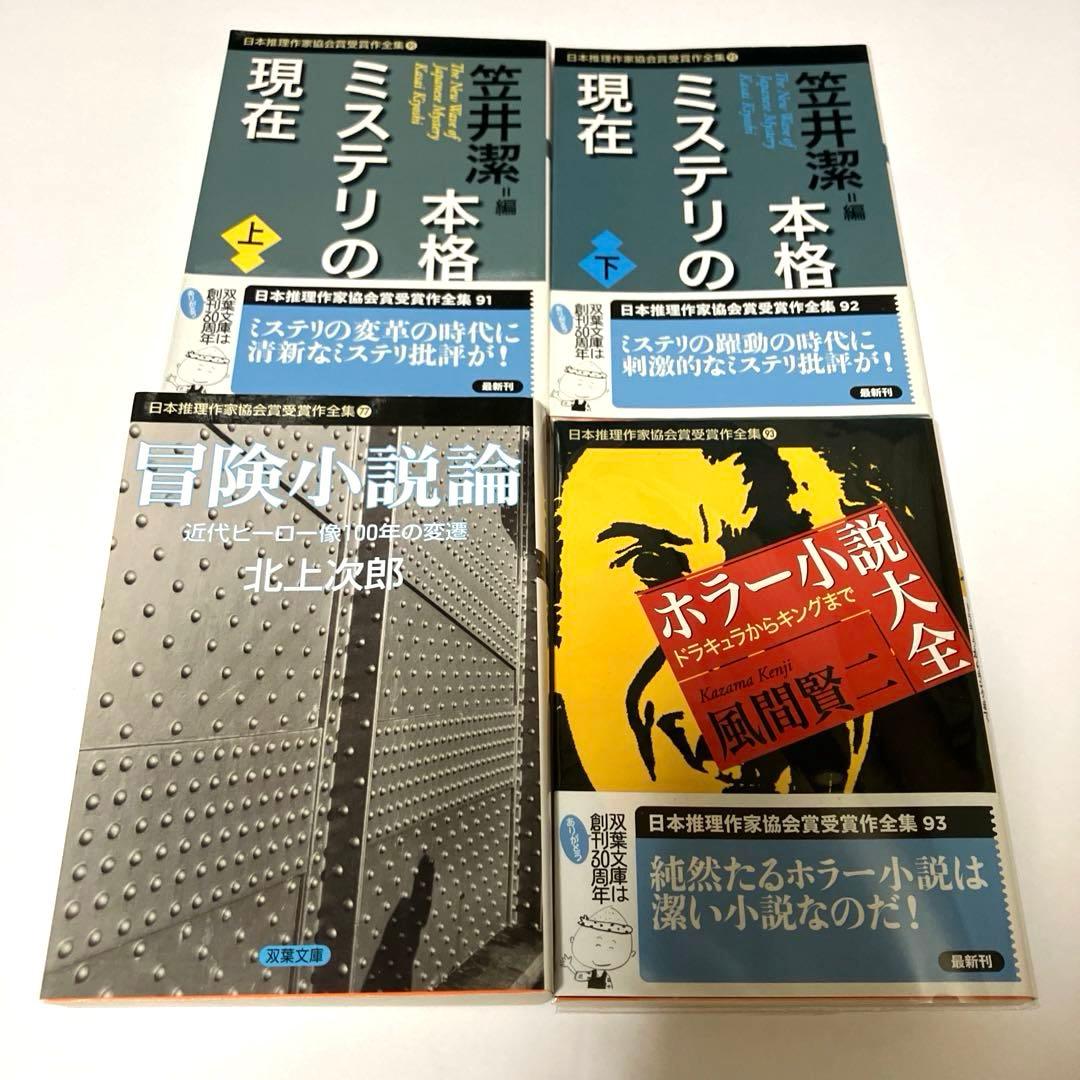 日本推理作家協会賞受賞作全集 91
笠井潔=編
The New Wave of
Japanese Mystery
Kasai Kiyoshi
本格
ミステリの
現在
上
日本推理作家協会賞受賞作全集 91
ミステリの変革の時代に
清新なミステリ批評が!
最新刊
双葉文庫は
創刊30周年
ありがとう
日本推理作家協会賞受賞作全集 92
笠井潔=編
The New Wave of
Japanese Mystery
Kasai Kiyoshi
本格
ミステリの
現在
下
日本推理作家協会賞受賞作全集 92
ミステリの躍動の時代に
刺激的なミステリ批評が!
最新刊
双葉文庫は
創刊30周年
ありがとう
日本推理作家協会賞受賞作全集 77
冒険小説論
近代ヒーロー像100年の変遷
北上次郎
双葉文庫
日本推理作家協会賞受賞作全集 93
ホラー小説
大全
ドラキュラからキングまで
Kazama Kenji
風間賢二
日本推理作家協会賞受賞作全集 93
純然たるホラー小説は
潔い小説なのだ!
最新刊
双葉文庫は
創刊30周年
ありがとう